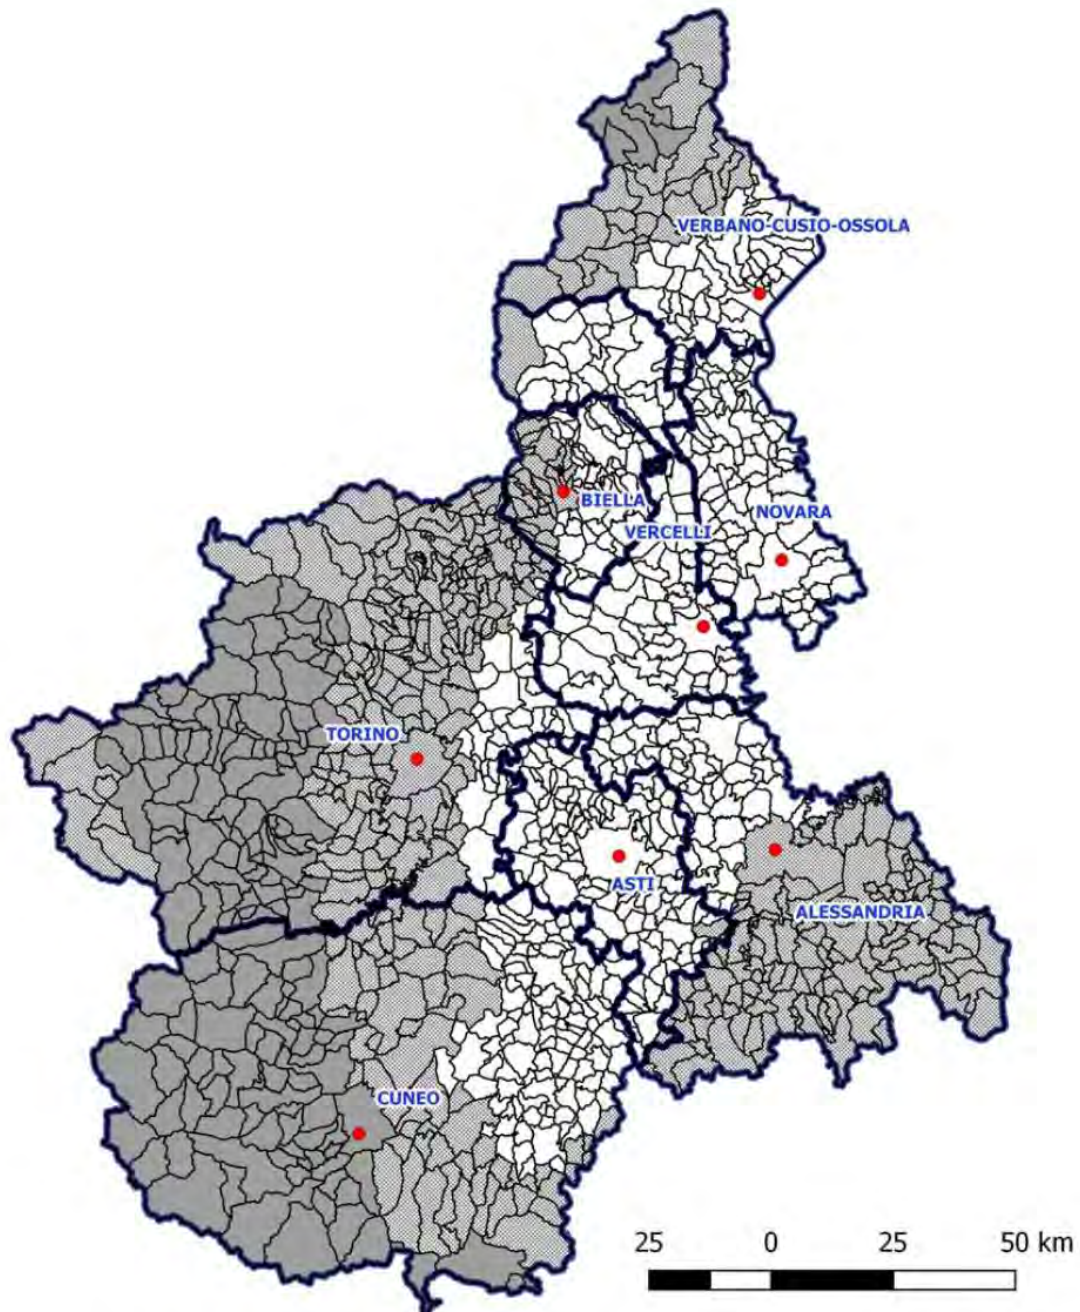 VERBANO-CUSIO-OSSOLA
BIELLA
NOVARA
VERCELLI
TORINO
ASTI
ALESSANDRIA
CUNEO
25 0 25 50 km